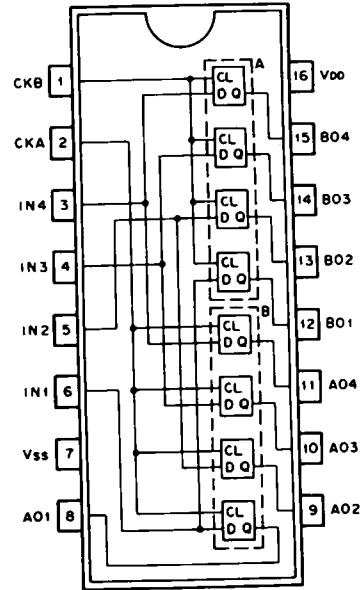 A
CKB 1
CL
D Q
16 VDD
CKA 2
CL
D Q
15 BO4
IN4 3
CL
D Q
14 BO3
IN3 4
CL
D Q
13 BO2
B
IN2 5
CL
D Q
12 BO1
IN1 6
CL
D Q
11 AO4
VSS 7
CL
D Q
10 AO3
AO1 8
CL
D Q
9 AO2